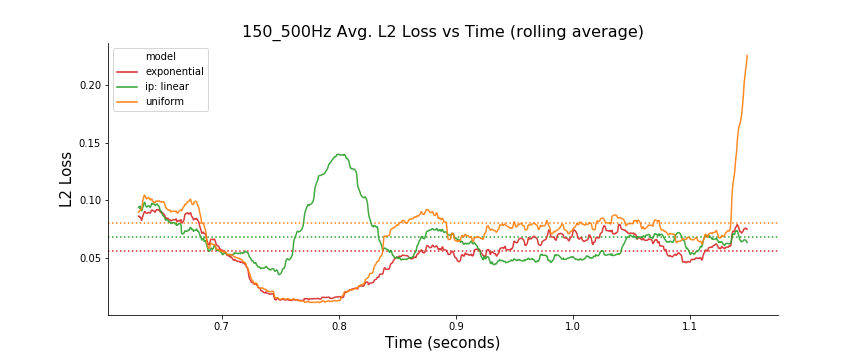 150_500Hz Avg. L2 Loss vs Time (rolling average)
model
exponential
ip: linear
uniform
L2 Loss
0.20
0.15
0.10
0.05
0.7
0.8
0.9
1.0
1.1
Time (seconds)